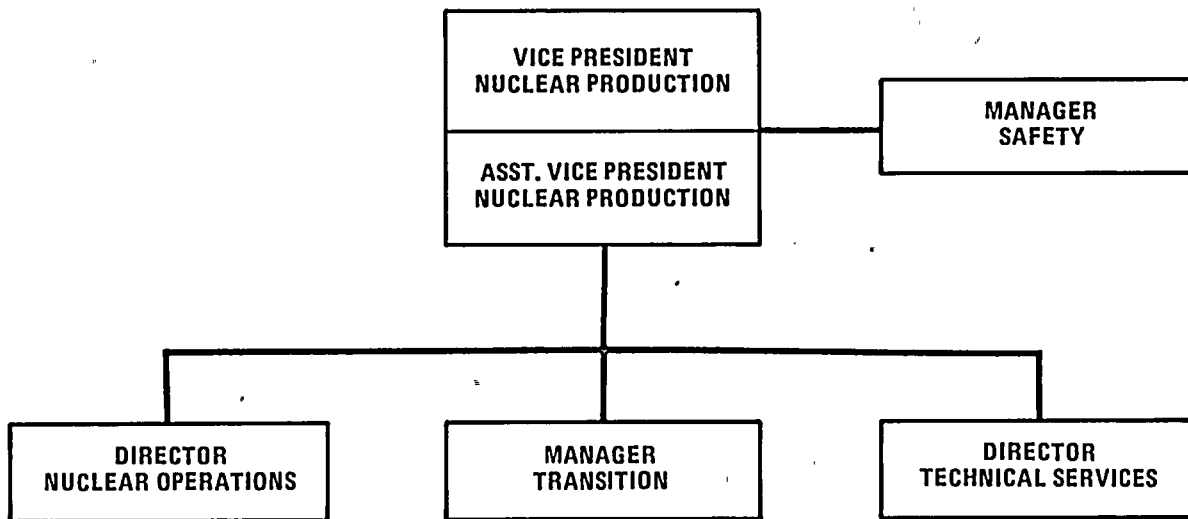 VICE PRESIDENT
NUCLEAR PRODUCTION
MANAGER
SAFETY
ASST. VICE PRESIDENT
NUCLEAR PRODUCTION
DIRECTOR
NUCLEAR OPERATIONS
MANAGER
TRANSITION
DIRECTOR
TECHNICAL SERVICES